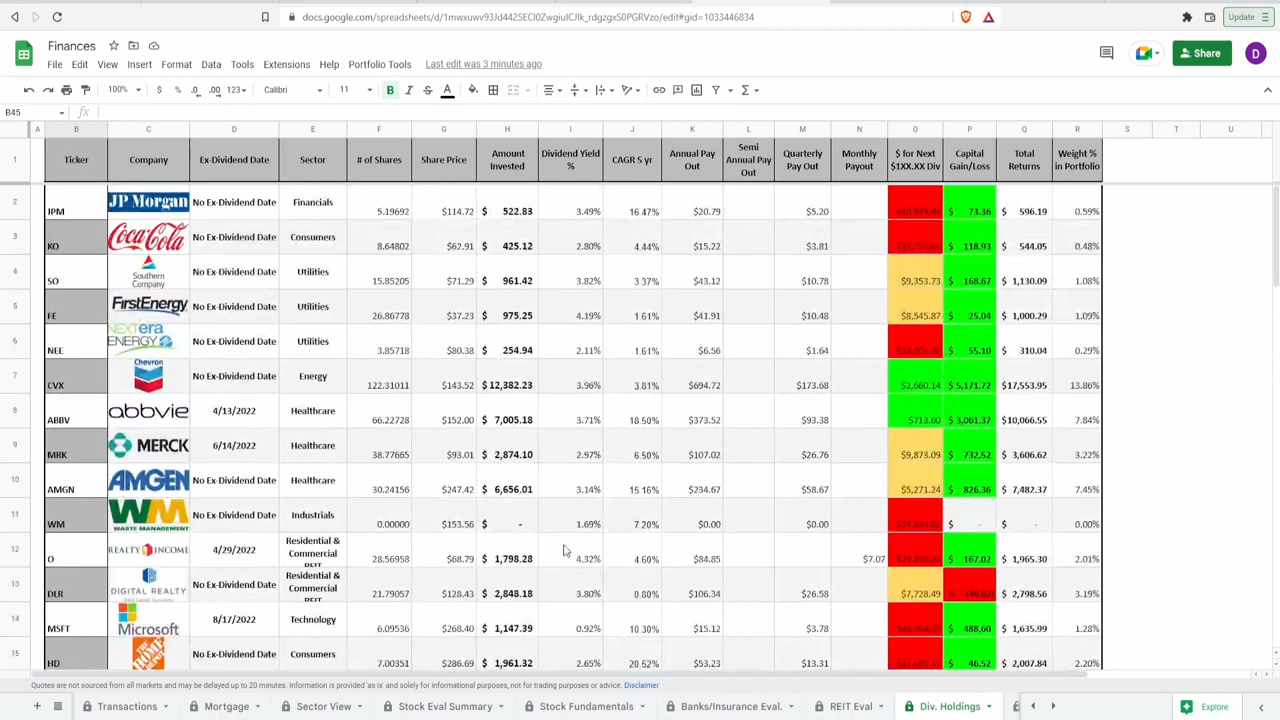 docs.google.com/spreadsheets/d/1mwxuwv93Jd442SECl0ZwgiuICJIk_rdgzgxS0PGRVzo/edit#gid=1033446834
Update
Finances
File Edit View Insert Format Data Tools Extensions Help Portfolio Tools Last edit was 3 minutes ago
Share
D
100% $ % .0 .00 123 Calibri 11 B I S A
B45 fx
A B C D E F G H I J K L M N O P Q R S T U
1 Ticker Company Ex-Dividend Date Sector # of Shares Share Price Amount Invested Dividend Yield % CAGR 5 yr Annual Pay Out Semi Annual Pay Out Quarterly Pay Out Monthly Payout $ for Next $1XX.XX Div Capital Gain/Loss Total Returns Weight % in Portfolio
2 JPM JP Morgan No Ex-Dividend Date Financials 5.19692 $114.72 $ 522.83 3.49% 16.47% $20.79 $5.20 $ 73.36 $ 596.19 0.59%
3 KO Coca-Cola No Ex-Dividend Date Consumers 8.64802 $62.91 $ 425.12 2.80% 4.44% $15.22 $3.81 $ 118.93 $ 544.05 0.48%
4 SO Southern Company No Ex-Dividend Date Utilities 15.85205 $71.29 $ 961.42 3.82% 3.37% $43.12 $10.78 $9,353.73 $ 168.67 $ 1,130.09 1.08%
5 FE FirstEnergy No Ex-Dividend Date Utilities 26.86778 $37.23 $ 975.25 4.19% 1.61% $41.91 $10.48 $8,545.87 $ 25.04 $ 1,000.29 1.09%
6 NEE NEXTera ENERGY No Ex-Dividend Date Utilities 3.85718 $80.38 $ 254.94 2.11% 1.61% $6.56 $1.64 $ 55.10 $ 310.04 0.29%
7 CVX Chevron No Ex-Dividend Date Energy 122.31011 $143.52 $ 12,382.23 3.96% 3.81% $694.72 $173.68 $2,660.14 $ 5,171.72 $17,553.95 13.86%
8 ABBV abbvie 4/13/2022 Healthcare 66.22728 $152.00 $ 7,005.18 3.71% 18.50% $373.52 $93.38 $713.60 $ 3,061.37 $10,066.55 7.84%
9 MRK MERCK 6/14/2022 Healthcare 38.77665 $93.01 $ 2,874.10 2.97% 6.50% $107.02 $26.76 $9,873.09 $ 732.52 $ 3,606.62 3.22%
10 AMGN AMGEN No Ex-Dividend Date Healthcare 30.24156 $247.42 $ 6,656.01 3.14% 15.16% $234.67 $58.67 $5,271.24 $ 826.36 $ 7,482.37 7.45%
11 WM WM WASTE MANAGEMENT No Ex-Dividend Date Industrials 0.00000 $153.56 $ - 1.69% 7.20% $0.00 $0.00 $ - $ - 0.00%
12 O REALTY INCOME 4/29/2022 Residential & Commercial REIT 28.56958 $68.79 $ 1,798.28 4.32% 4.60% $84.85 $7.07 $ 167.02 $ 1,965.30 2.01%
13 DLR DIGITAL REALTY No Ex-Dividend Date Residential & Commercial REIT 21.79057 $128.43 $ 2,848.18 3.80% 0.80% $106.34 $26.58 $7,728.49 $ $ 2,798.56 3.19%
14 MSFT Microsoft 8/17/2022 Technology 6.09536 $268.40 $ 1,147.39 0.92% 10.30% $15.12 $3.78 $ 488.60 $ 1,635.99 1.28%
15 HD No Ex-Dividend Date Consumers 7.00351 $286.69 $ 1,961.32 2.65% 20.52% $53.23 $13.31 $ 46.52 $ 2,007.84 2.20%
Quotes are not sourced from all markets and may be delayed up to 20 minutes. Information is provided 'as is' and solely for informational purposes, not for trading purposes or advice. Disclaimer
Transactions Mortgage Sector View Stock Eval Summary Stock Fundamentals Banks/Insurance Eval. REIT Eval Div. Holdings Explore